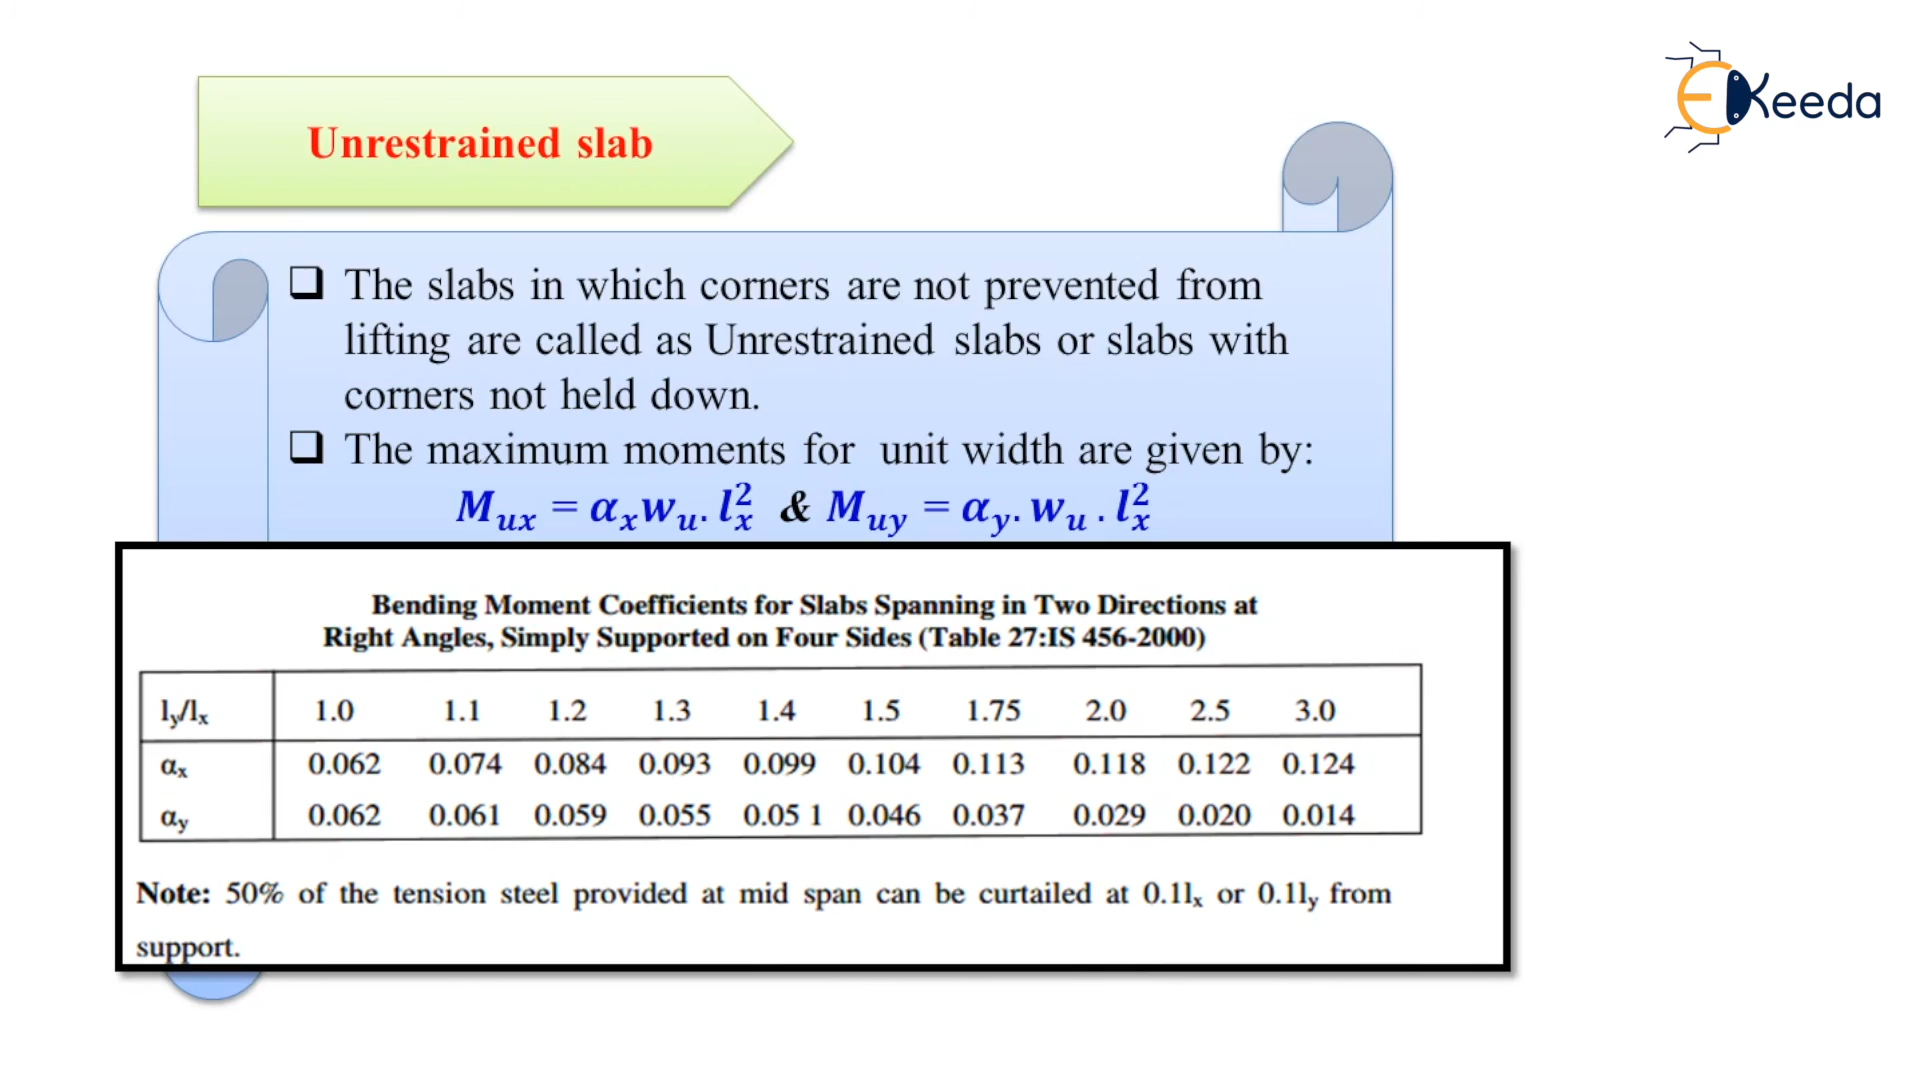 Keeda
Unrestrained slab
❑ The slabs in which corners are not prevented from
lifting are called as Unrestrained slabs or slabs with
corners not held down.
❑ The maximum moments for unit width are given by:
Mux = αxwu. lx² & Muy = αy. wu . lx²
Bending Moment Coefficients for Slabs Spanning in Two Directions at
Right Angles, Simply Supported on Four Sides (Table 27:IS 456-2000)
ly/lx 1.0 1.1 1.2 1.3 1.4 1.5 1.75 2.0 2.5 3.0
αx 0.062 0.074 0.084 0.093 0.099 0.104 0.113 0.118 0.122 0.124
αy 0.062 0.061 0.059 0.055 0.05 1 0.046 0.037 0.029 0.020 0.014
Note: 50% of the tension steel provided at mid span can be curtailed at 0.1lx or 0.1ly from
support.